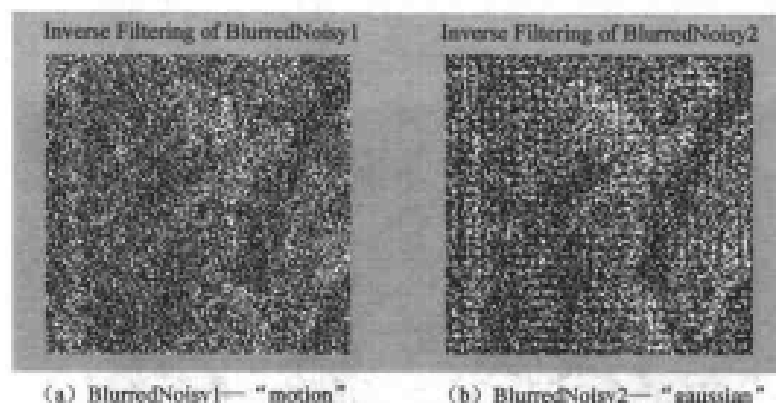 Inverse Filtering of BlurredNoisy1
Inverse Filtering of BlurredNoisy2
(a) BlurredNoisy1— “motion”
(b) BlurredNoisy2— “gaussian”